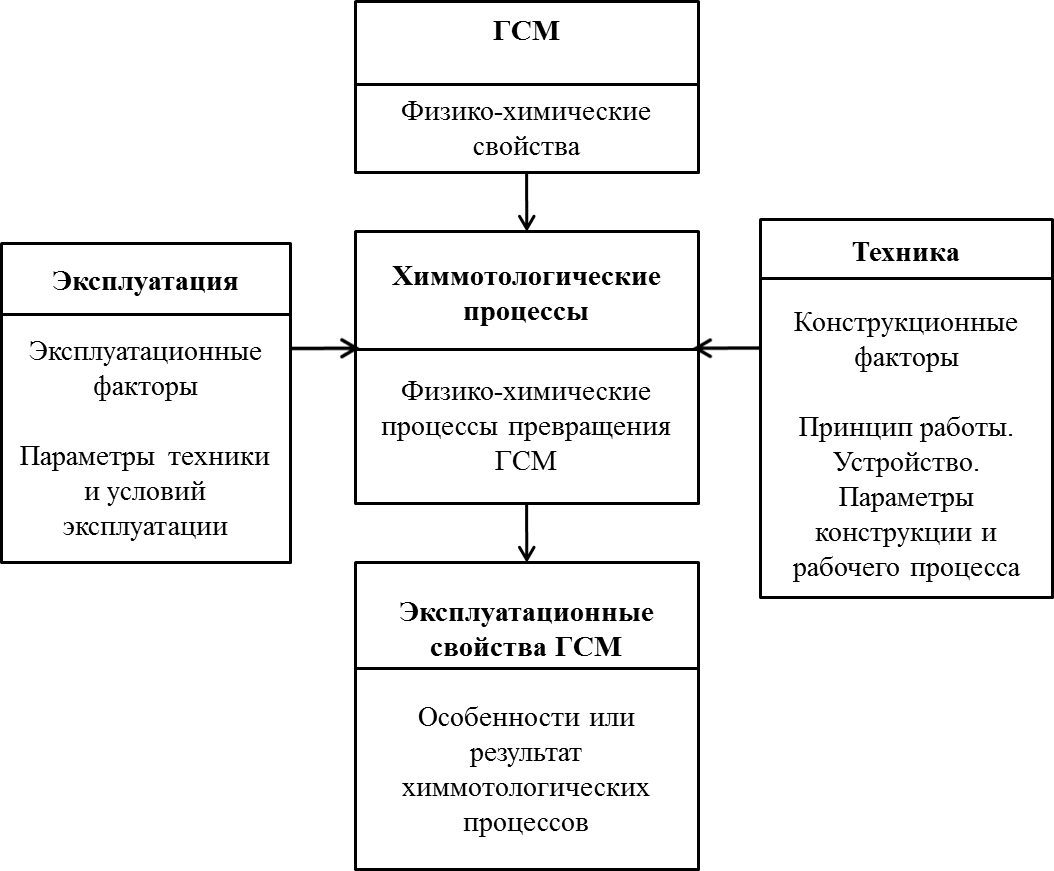 ГСМ
Физико-химические
свойства
Эксплуатация
Эксплуатационные
факторы
Параметры техники
и условий
эксплуатации
Химмотологические
процессы
Физико-химические
процессы превращения
ГСМ
Техника
Конструкционные
факторы
Принцип работы.
Устройство.
Параметры
конструкции и
рабочего процесса
Эксплуатационные
свойства ГСМ
Особенности или
результат
химмотологических
процессов